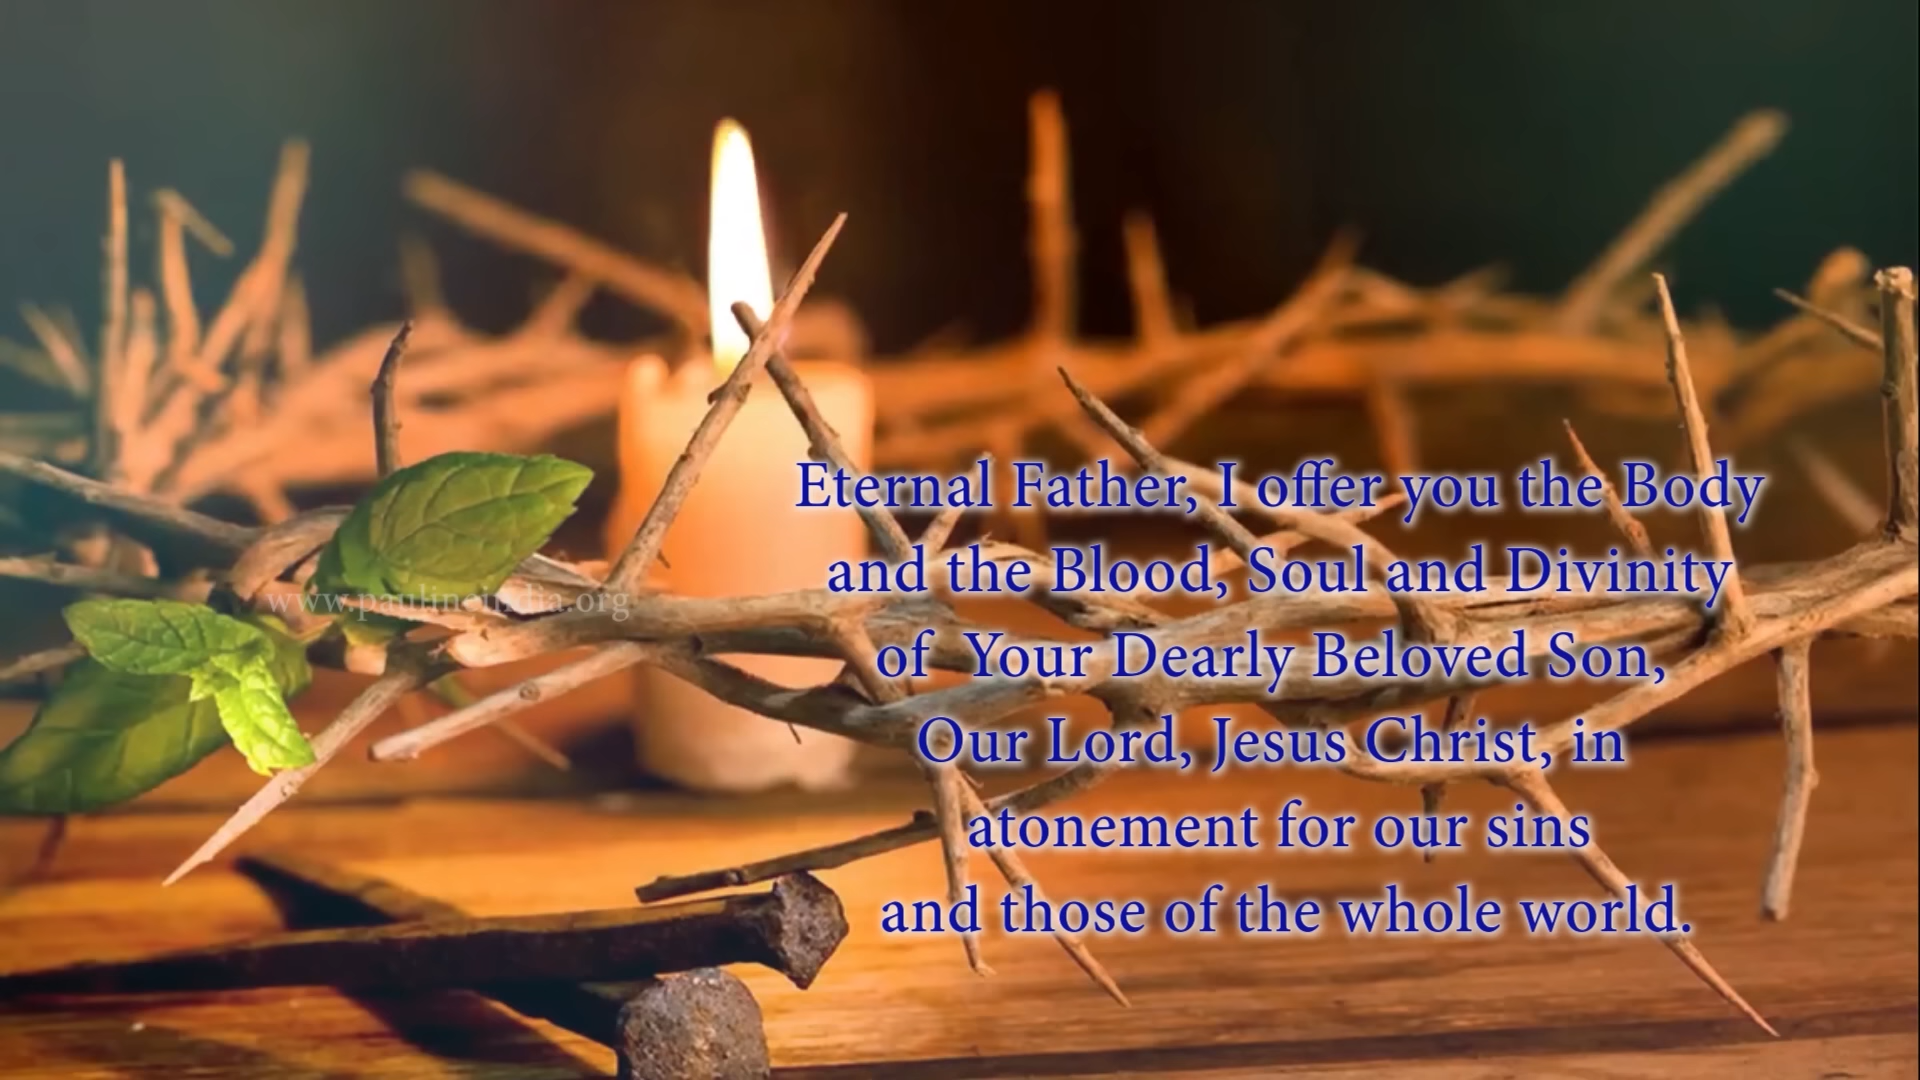 Eternal Father, I offer you the Body
and the Blood, Soul and Divinity
of  Your Dearly Beloved Son,
Our Lord, Jesus Christ, in
atonement for our sins
and those of the whole world.
www.paulineindia.org